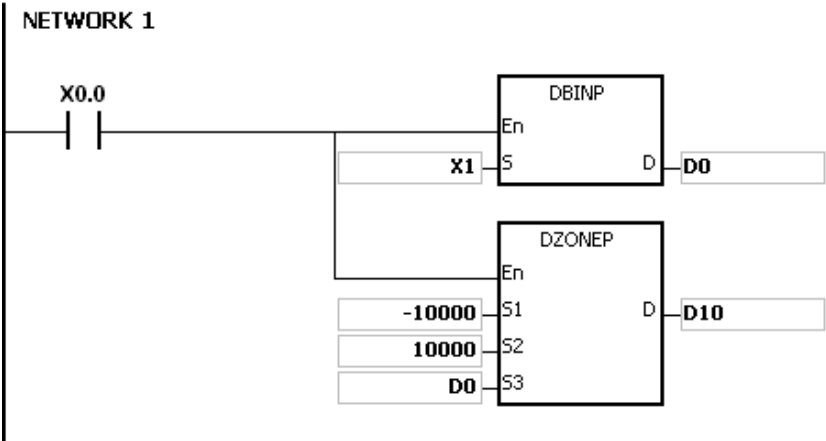 NETWORK 1
X0.0
DBINP
En
X1 S D D0
DZONEP
En
-10000 S1 D D10
10000 S2
D0 S3